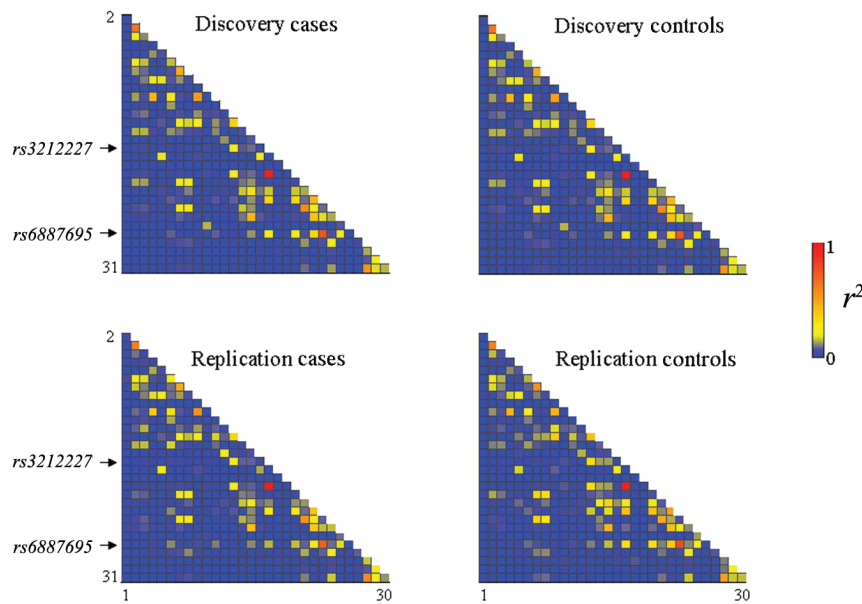 2
Discovery cases
Discovery controls
rs3212227
rs6887695
31
1
r²
0
2
Replication cases
Replication controls
rs3212227
rs6887695
31
1
30
1
30